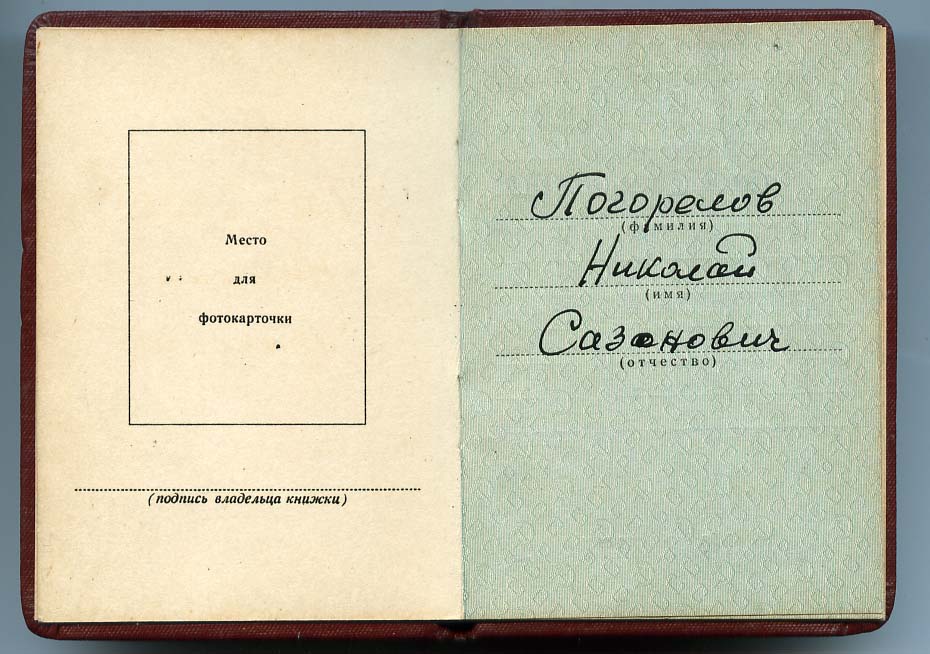 Место
для
фотокарточки
(подпись владельца книжки)
Погорелов
(фамилия)
Николай
(имя)
Сазонович
(отчество)